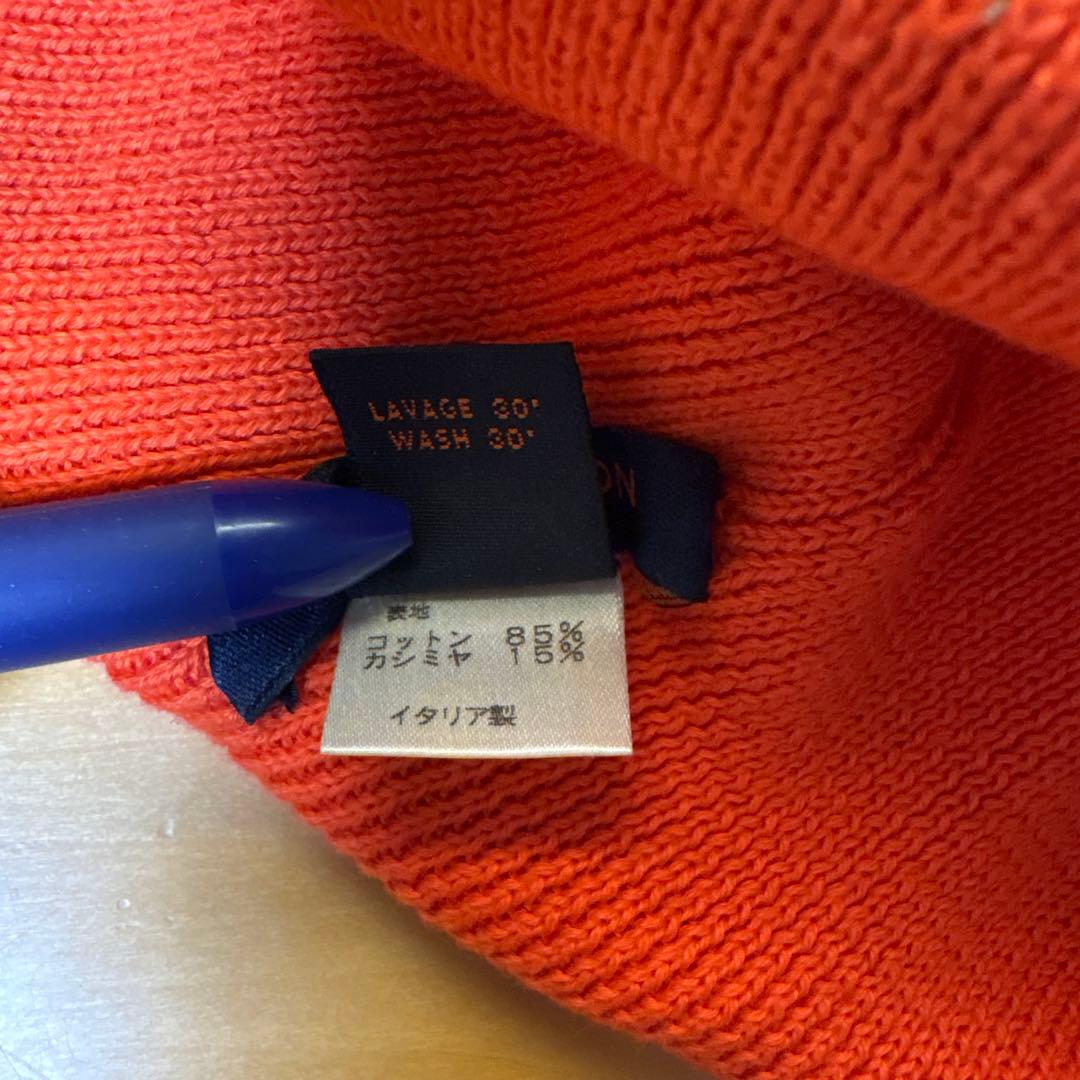 LAVAGE 30°
WASH 30°
ON
表地
コットン 85%
カシミヤ 15%
イタリア製